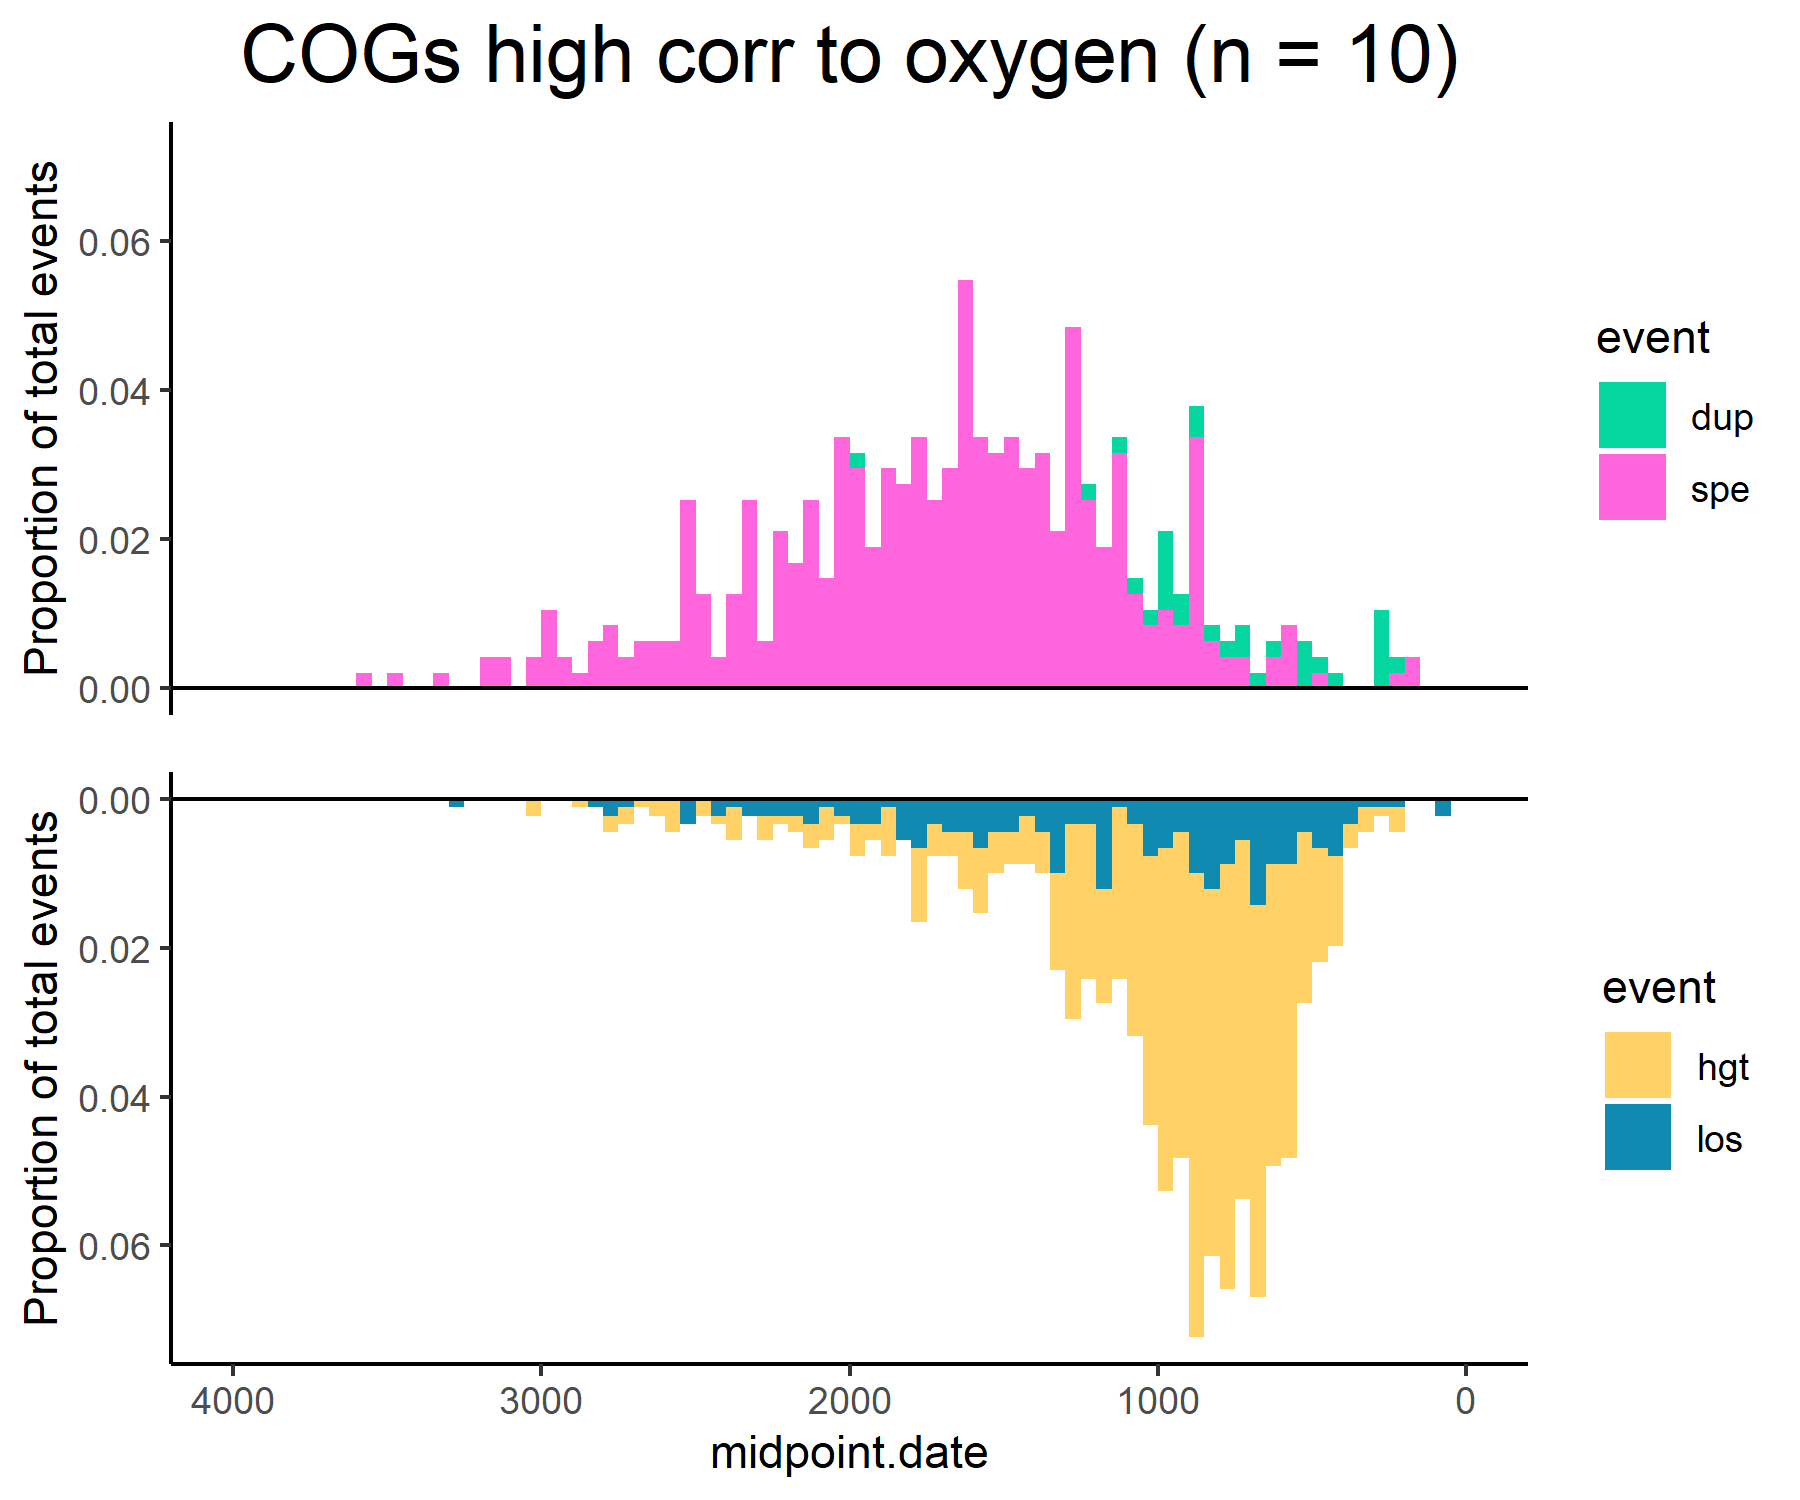 COGs high corr to oxygen (n = 10)
Proportion of total events
0.06
0.04
0.02
0.00
event
dup
spe
Proportion of total events
0.00
0.02
0.04
0.06
event
hgt
los
4000 3000 2000 1000 0
midpoint.date